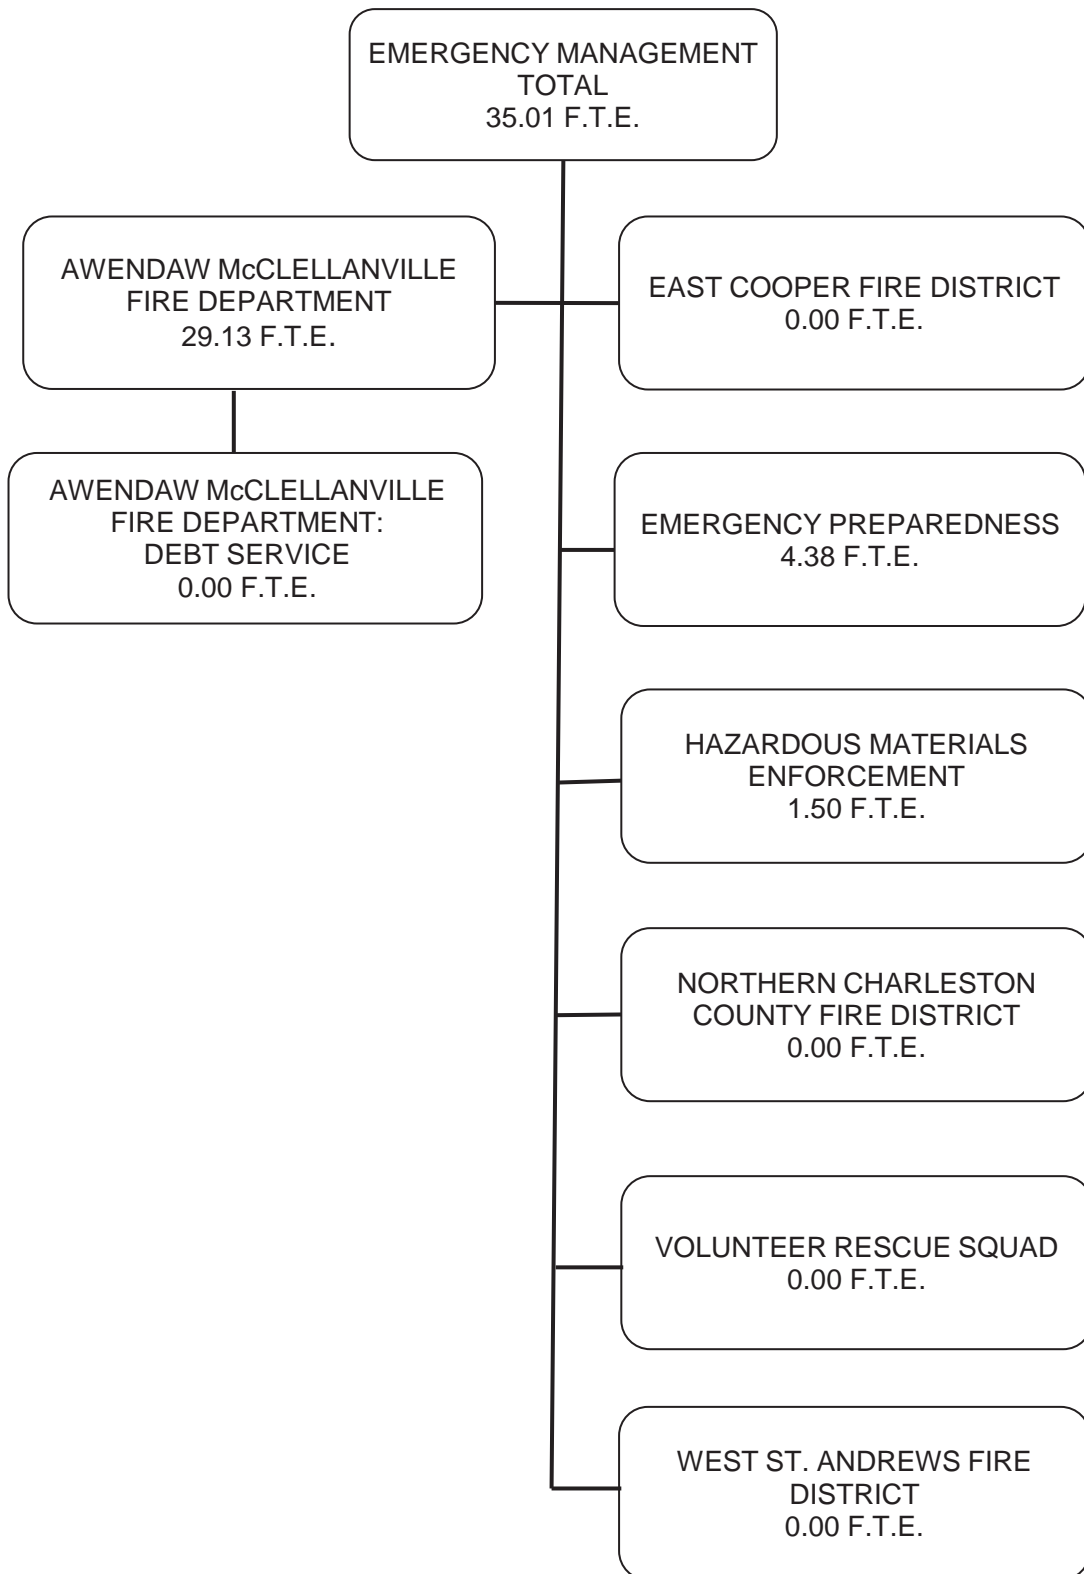 EMERGENCY MANAGEMENT
TOTAL
35.01 F.T.E.
AWENDAW McCLELLANVILLE
FIRE DEPARTMENT
29.13 F.T.E.
EAST COOPER FIRE DISTRICT
0.00 F.T.E.
AWENDAW McCLELLANVILLE
FIRE DEPARTMENT:
DEBT SERVICE
0.00 F.T.E.
EMERGENCY PREPAREDNESS
4.38 F.T.E.
HAZARDOUS MATERIALS
ENFORCEMENT
1.50 F.T.E.
NORTHERN CHARLESTON
COUNTY FIRE DISTRICT
0.00 F.T.E.
VOLUNTEER RESCUE SQUAD
0.00 F.T.E.
WEST ST. ANDREWS FIRE
DISTRICT
0.00 F.T.E.